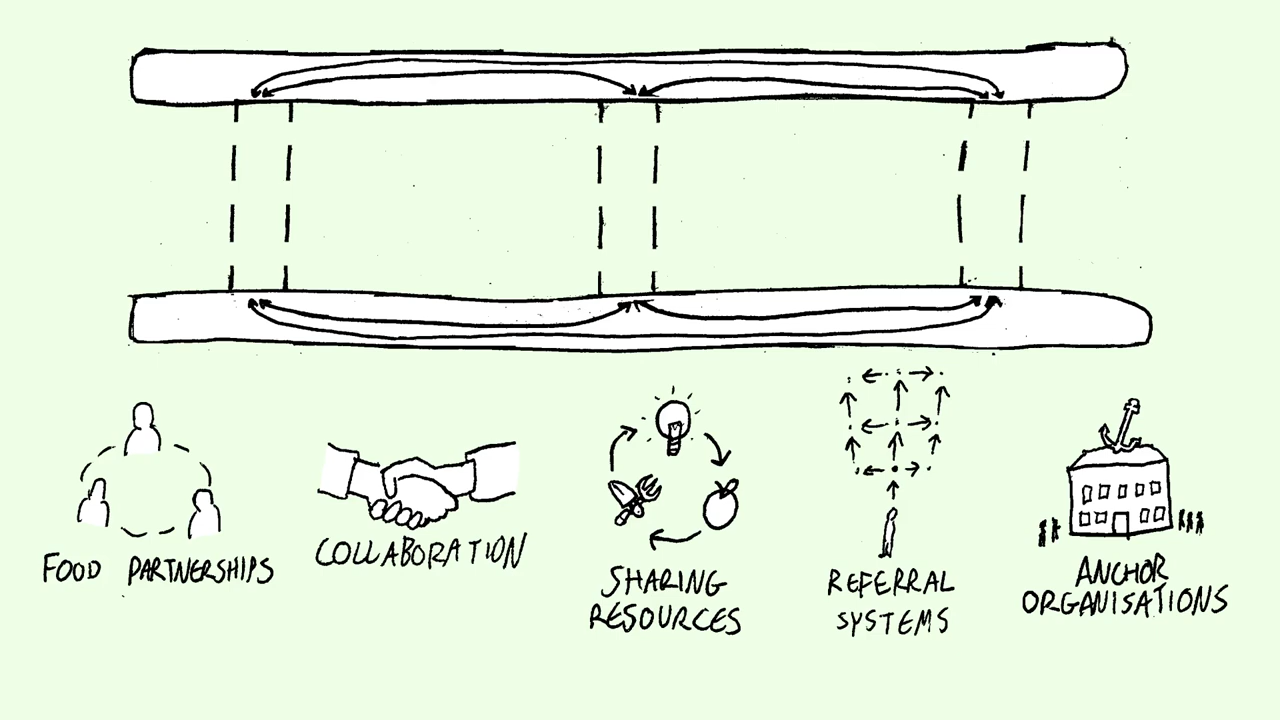 FOOD PARTNERSHIPS
COLLABORATION
SHARING
RESOURCES
REFERRAL
SYSTEMS
ANCHOR
ORGANISATIONS